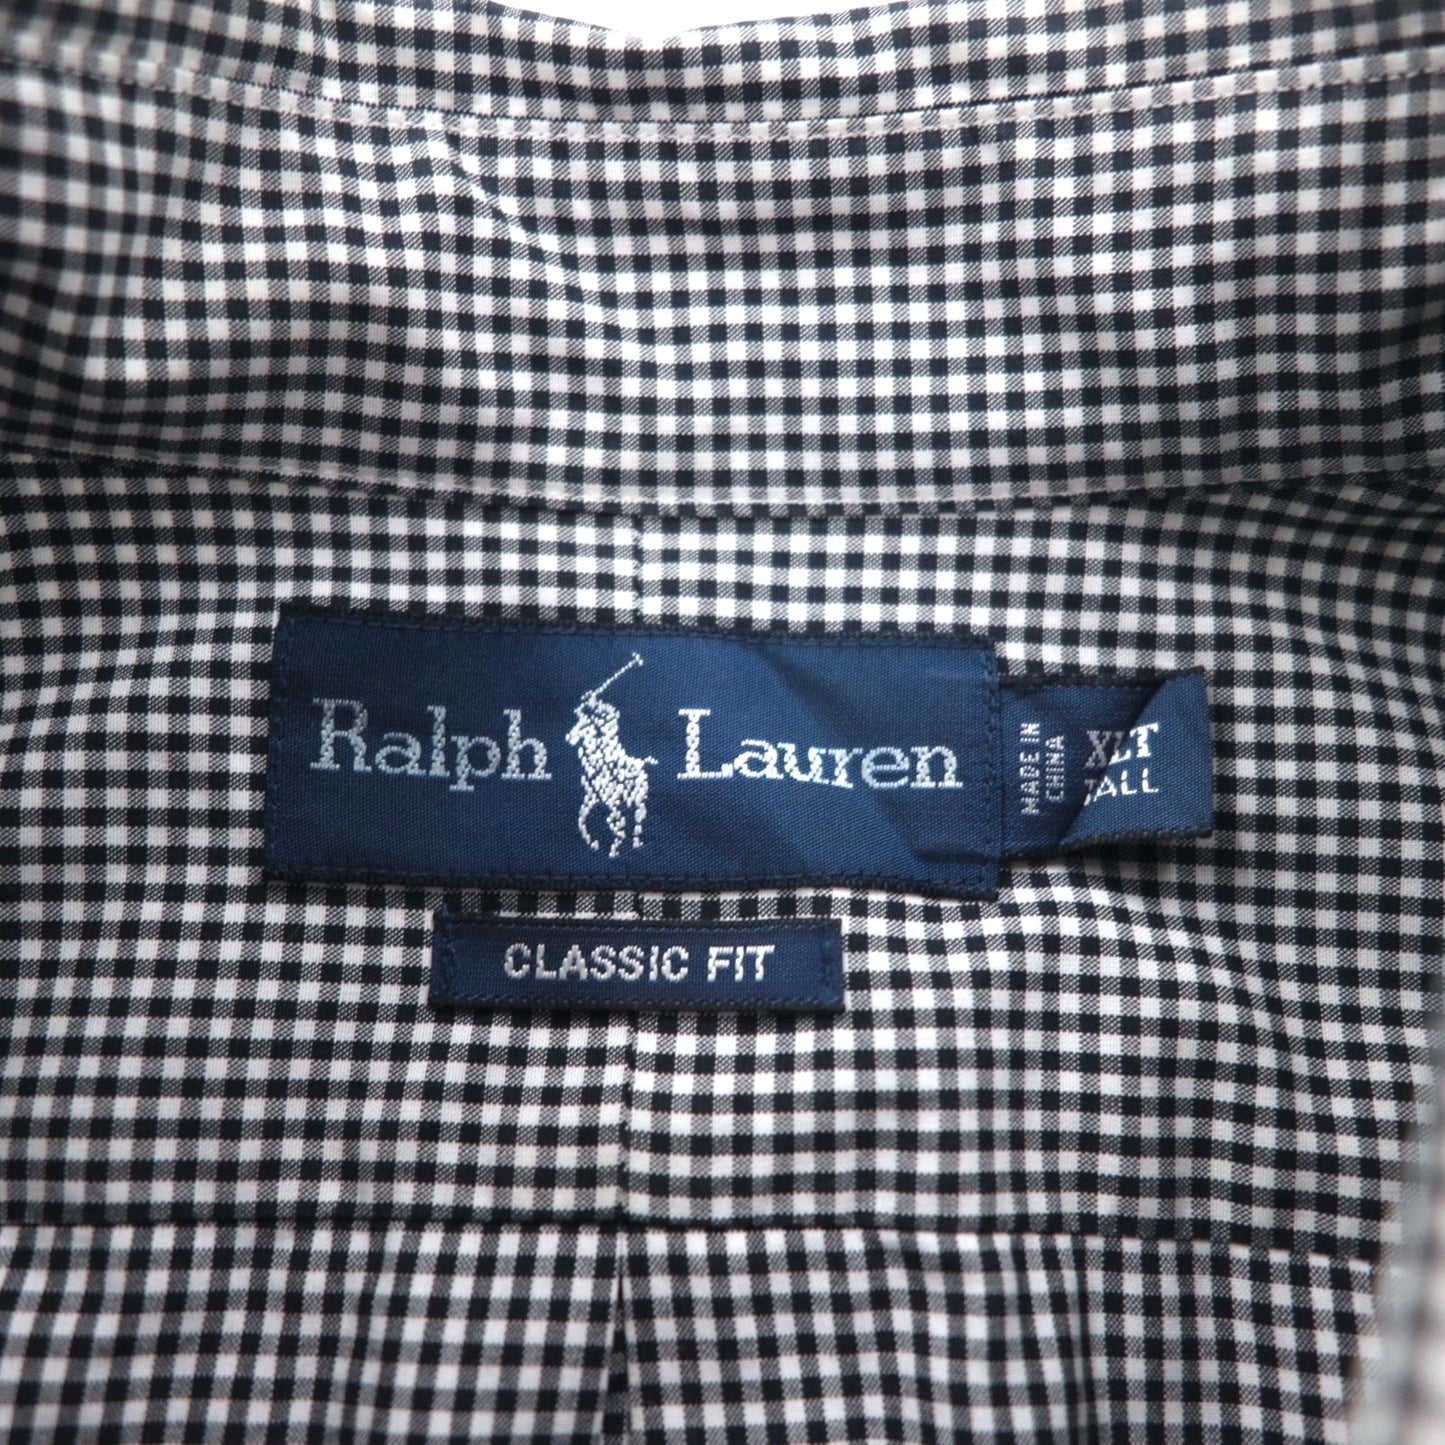 Ralph Lauren
MADE IN
CHINA
XLT
TALL
CLASSIC FIT